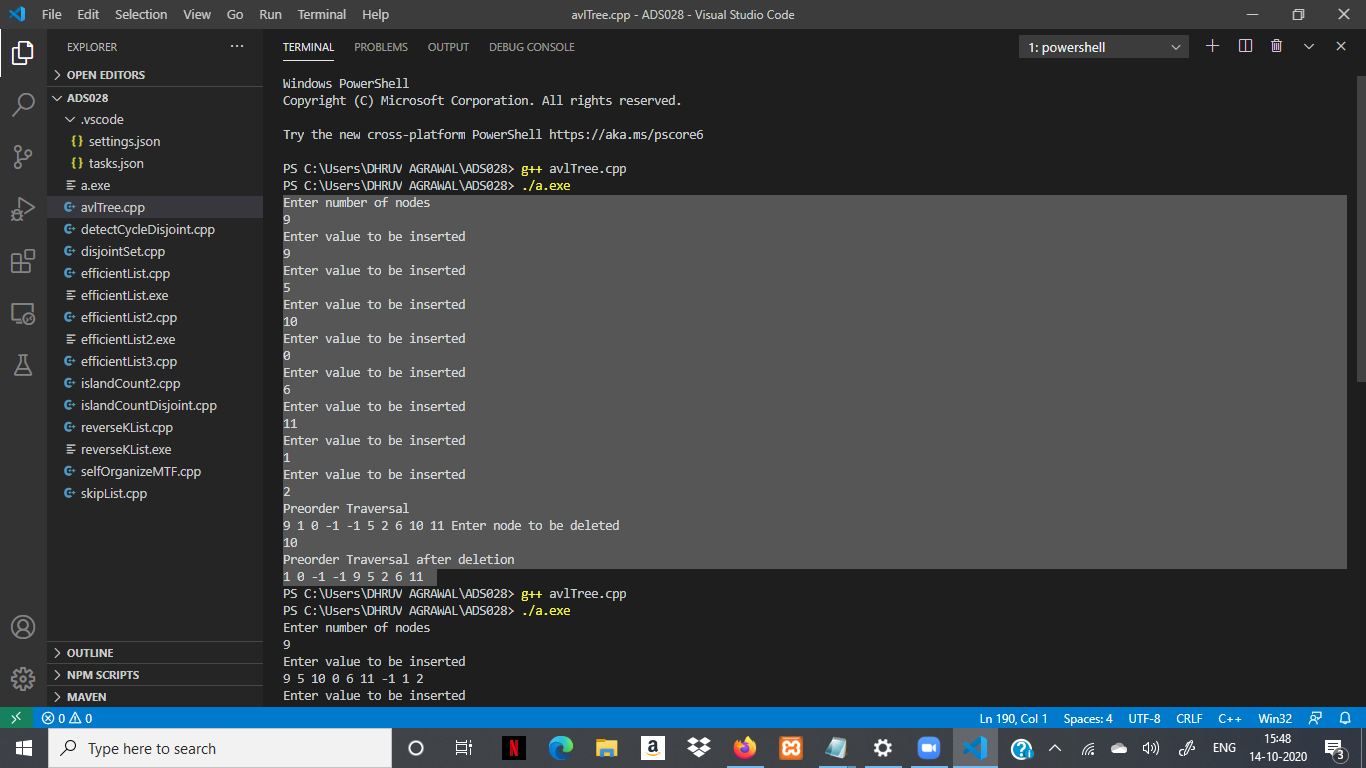 File Edit Selection View Go Run Terminal Help avlTree.cpp - ADS028 - Visual Studio Code
EXPLORER
OPEN EDITORS
ADS028
.vscode
{} settings.json
{} tasks.json
a.exe
avlTree.cpp
detectCycleDisjoint.cpp
disjointSet.cpp
efficientList.cpp
efficientList.exe
efficientList2.cpp
efficientList2.exe
efficientList3.cpp
islandCount2.cpp
islandCountDisjoint.cpp
reverseKList.cpp
reverseKList.exe
selfOrganizeMTF.cpp
skipList.cpp
OUTLINE
NPM SCRIPTS
MAVEN
TERMINAL PROBLEMS OUTPUT DEBUG CONSOLE 1: powershell
Windows PowerShell
Copyright (C) Microsoft Corporation. All rights reserved.
Try the new cross-platform PowerShell https://aka.ms/pscore6
PS C:\Users\DHRUV AGRAWAL\ADS028> g++ avlTree.cpp
PS C:\Users\DHRUV AGRAWAL\ADS028> ./a.exe
Enter number of nodes
9
Enter value to be inserted
9
Enter value to be inserted
5
Enter value to be inserted
10
Enter value to be inserted
0
Enter value to be inserted
6
Enter value to be inserted
11
Enter value to be inserted
1
Enter value to be inserted
2
Preorder Traversal
9 1 0 -1 -1 5 2 6 10 11 Enter node to be deleted
10
Preorder Traversal after deletion
1 0 -1 -1 9 5 2 6 11
PS C:\Users\DHRUV AGRAWAL\ADS028> g++ avlTree.cpp
PS C:\Users\DHRUV AGRAWAL\ADS028> ./a.exe
Enter number of nodes
9
Enter value to be inserted
9 5 10 0 6 11 -1 1 2
Enter value to be inserted
0 0 Ln 190, Col 1 Spaces: 4 UTF-8 CRLF C++ Win32
Type here to search
ENG
15:48
14-10-2020
3